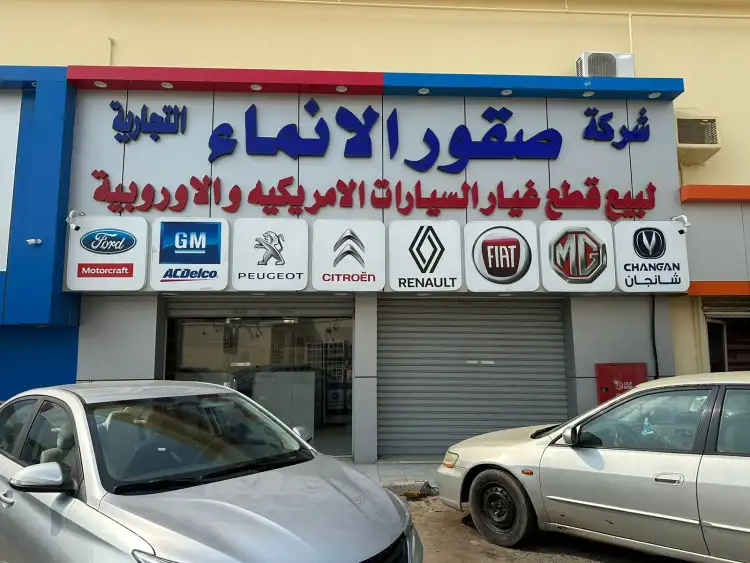 شركة صقور الانماء التجارية
لبيع قطع غيار السيارات الامريكيه والاوروبية
Ford
Motorcraft
GM
ACDelco
PEUGEOT
CITROËN
RENAULT
FIAT
MG
CHANGAN
شانجان